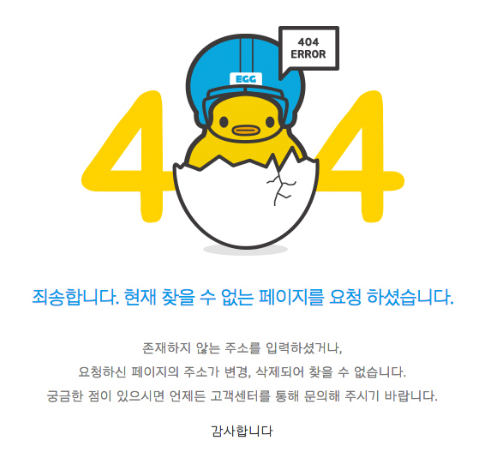 404
ERROR
EGG
4 4
죄송합니다. 현재 찾을 수 없는 페이지를 요청 하셨습니다.
존재하지 않는 주소를 입력하셨거나,
요청하신 페이지의 주소가 변경, 삭제되어 찾을 수 없습니다.
궁금한 점이 있으시면 언제든 고객센터를 통해 문의해 주시기 바랍니다.
감사합니다